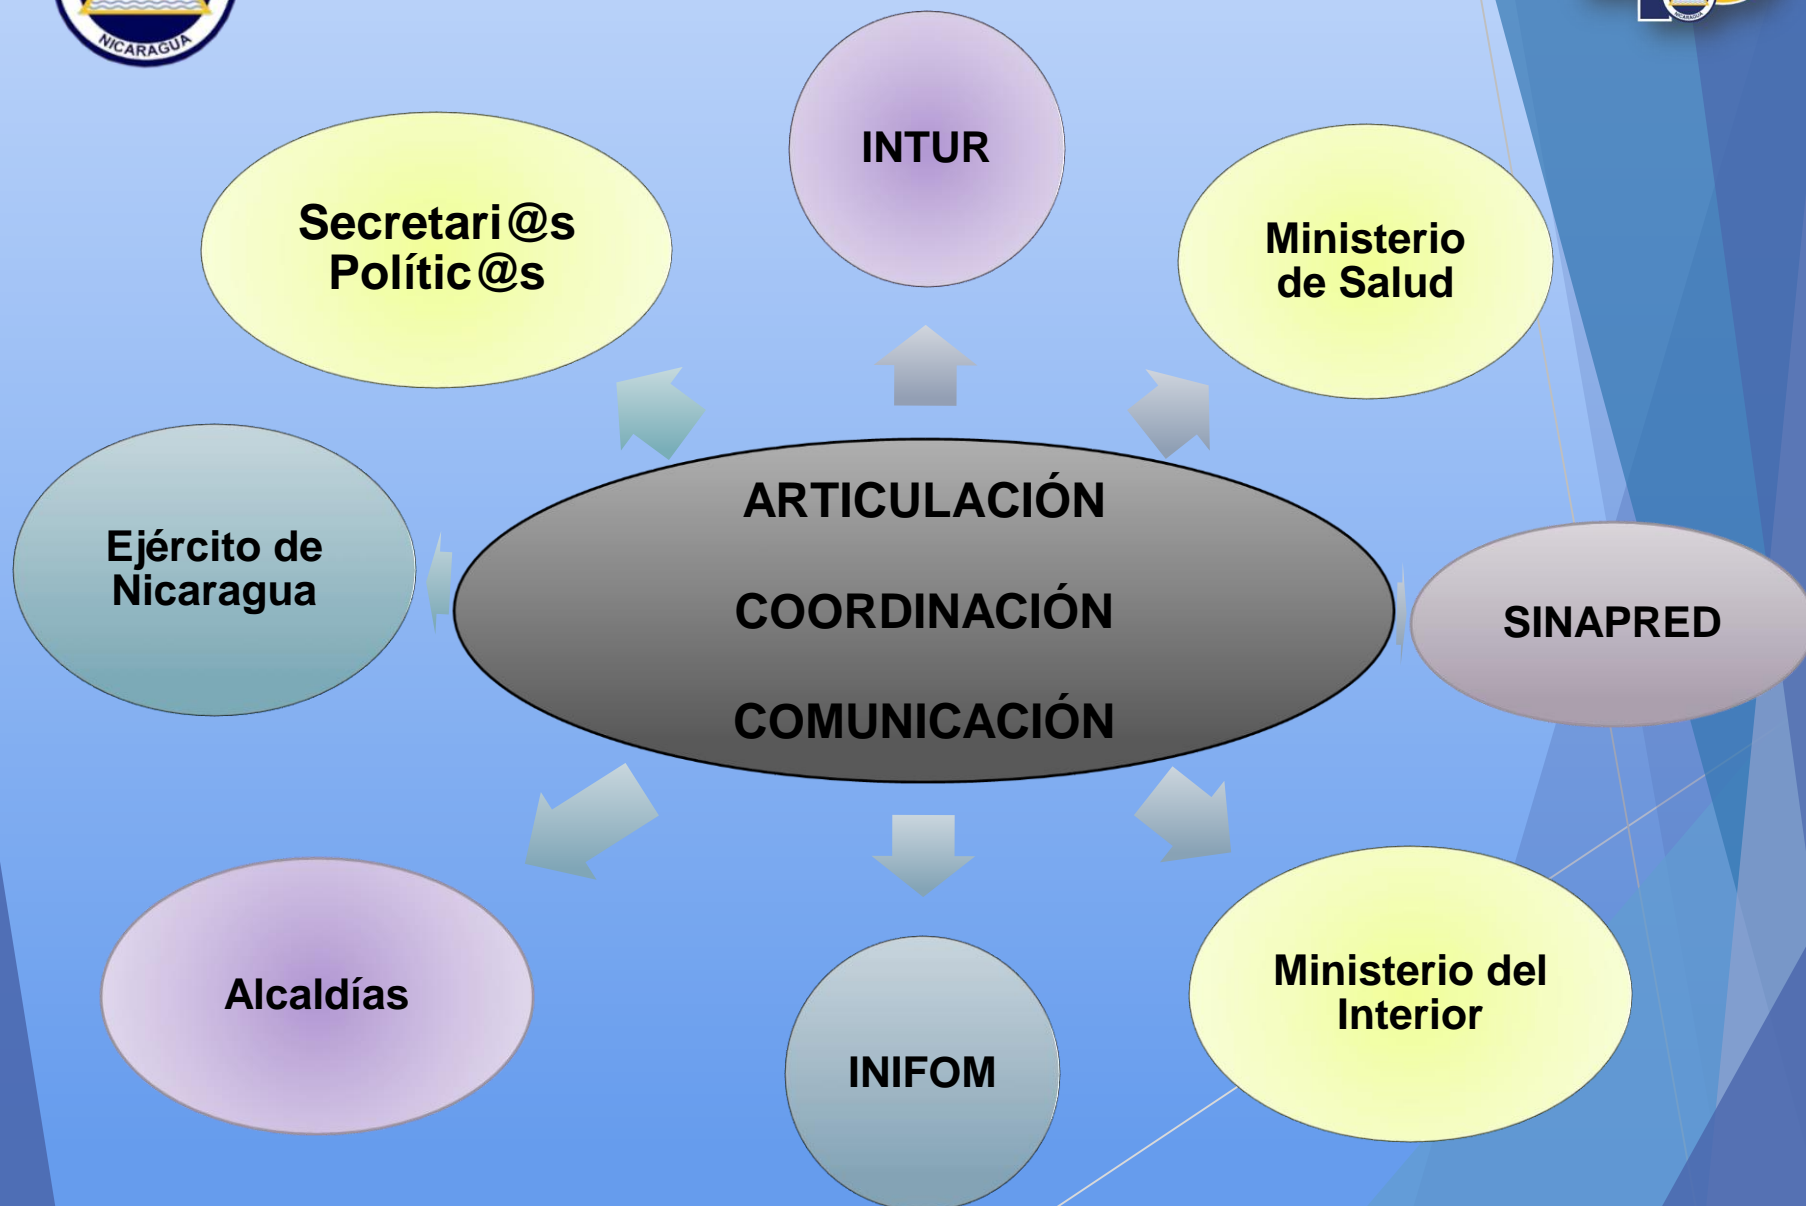 NICARAGUA
NICARAGUA
INTUR
Secretari@s
Polític@s
Ministerio
de Salud
Ejército de
Nicaragua
ARTICULACIÓN
COORDINACIÓN
COMUNICACIÓN
SINAPRED
Alcaldías
INIFOM
Ministerio del
Interior